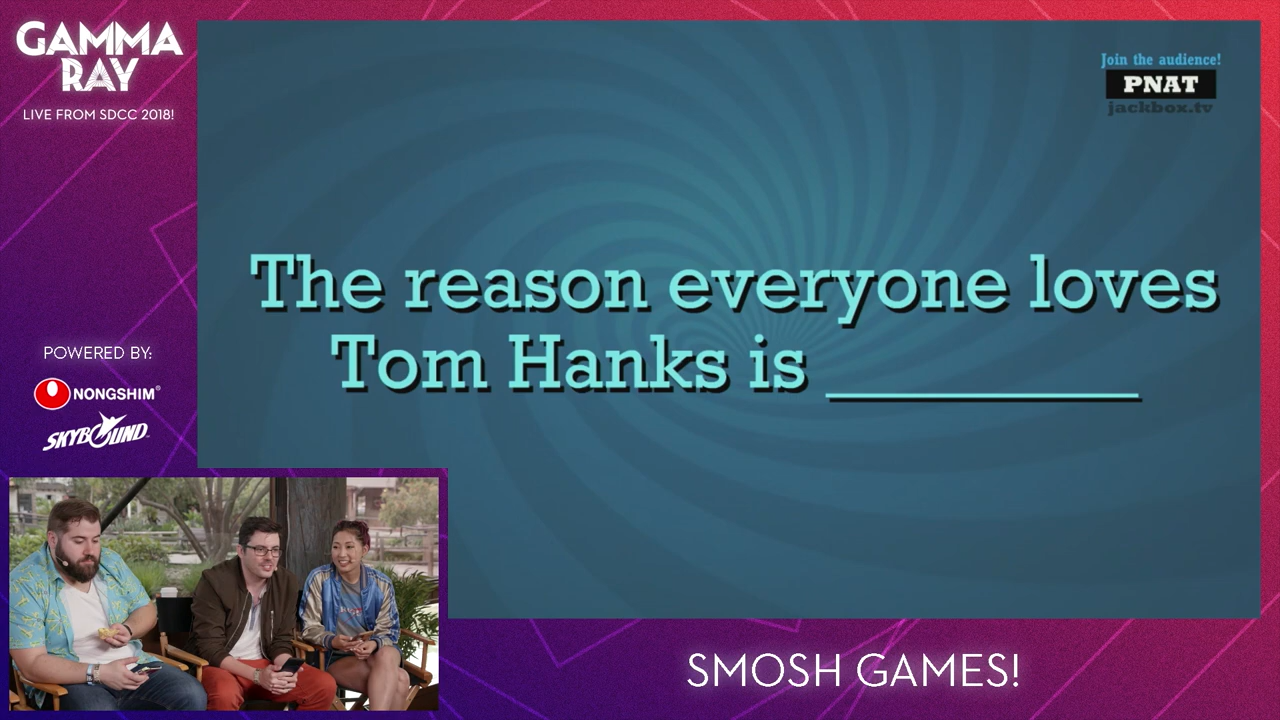 GAMMA
RAY
LIVE FROM SDCC 2018!
Join the audience!
PNAT
jackbox.tv
The reason everyone loves
Tom Hanks is __________
POWERED BY:
NONGSHIM®
SKYBOUND
SMOSH GAMES!